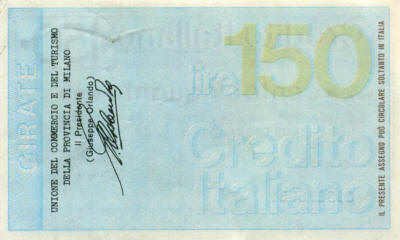 GIRATE
UNIONE DEL COMMERCIO E DEL TURISMO
DELLA PROVINCIA DI MILANO
Il Presidente
(Giuseppe Orlando)
lire 150
Credito
Italiano
IL PRESENTE ASSEGNO PUÒ CIRCOLARE SOLTANTO IN ITALIA